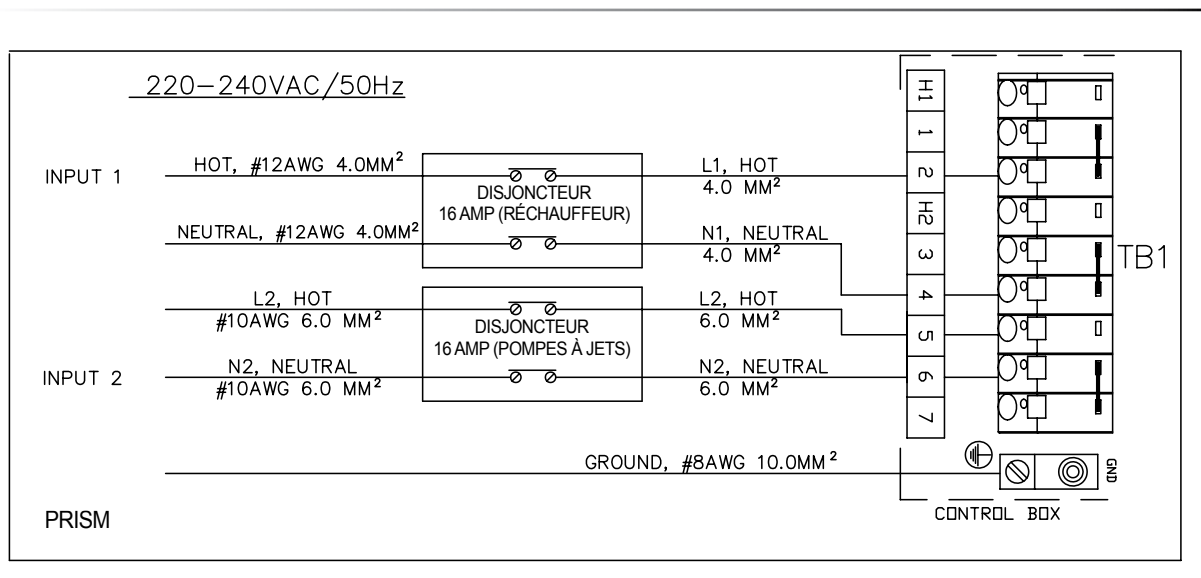 220-240VAC/50Hz
INPUT 1
HOT, #12AWG 4.0MM²
DISJONCTEUR
16 AMP (RÉCHAUFFEUR)
L1, HOT
4.0 MM²
NEUTRAL, #12AWG 4.0MM²
N1, NEUTRAL
4.0 MM²
L2, HOT
#10AWG 6.0 MM²
DISJONCTEUR
16 AMP (POMPES À JETS)
L2, HOT
6.0 MM²
INPUT 2
N2, NEUTRAL
#10AWG 6.0 MM²
N2, NEUTRAL
6.0 MM²
H1
1
2
H2
3
4
5
6
7
TB1
GROUND, #8AWG 10.0MM²
GND
CONTROL BOX
PRISM